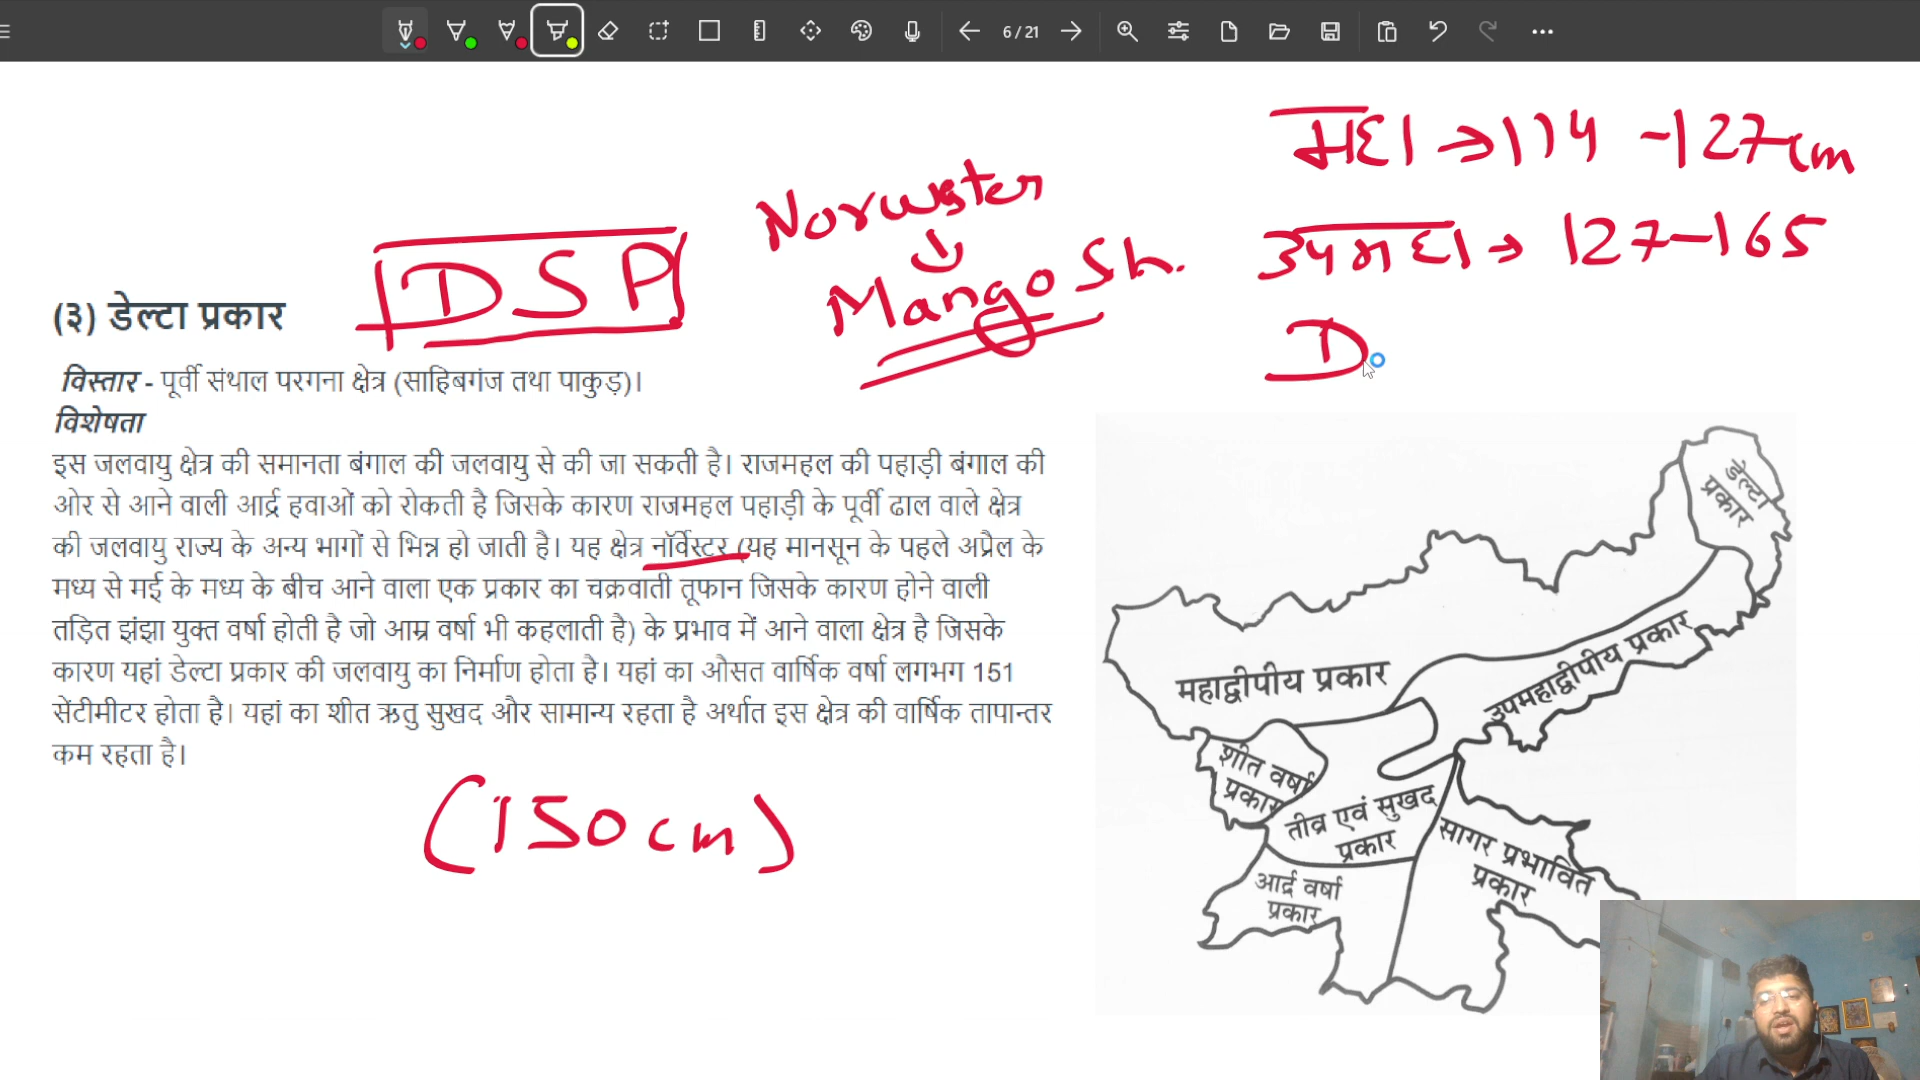 6 / 21
महा → 114 - 127 cm
Norwester
↓
Mango Sh.
उपमहा → 127 - 165
DSP
D
(३) डेल्टा प्रकार
विस्तार - पूर्वी संथाल परगना क्षेत्र (साहिबगंज तथा पाकुड़)।
विशेषता
इस जलवायु क्षेत्र की समानता बंगाल की जलवायु से की जा सकती है। राजमहल की पहाड़ी बंगाल की
ओर से आने वाली आर्द्र हवाओं को रोकती है जिसके कारण राजमहल पहाड़ी के पूर्वी ढाल वाले क्षेत्र
की जलवायु राज्य के अन्य भागों से भिन्न हो जाती है। यह क्षेत्र नॉर्वेस्टर (यह मानसून के पहले अप्रैल के
मध्य से मई के मध्य के बीच आने वाला एक प्रकार का चक्रवाती तूफान जिसके कारण होने वाली
तड़ित झंझा युक्त वर्षा होती है जो आम्र वर्षा भी कहलाती है) के प्रभाव में आने वाला क्षेत्र है जिसके
कारण यहां डेल्टा प्रकार की जलवायु का निर्माण होता है। यहां का औसत वार्षिक वर्षा लगभग 151
सेंटीमीटर होता है। यहां का शीत ऋतु सुखद और सामान्य रहता है अर्थात इस क्षेत्र की वार्षिक तापान्तर
कम रहता है।
(150 cm)
डेल्टा
प्रकार
महाद्वीपीय प्रकार
उपमहाद्वीपीय प्रकार
शीत वर्षा
प्रकार
तीव्र एवं सुखद
प्रकार
सागर प्रभावित
प्रकार
आर्द्र वर्षा
प्रकार